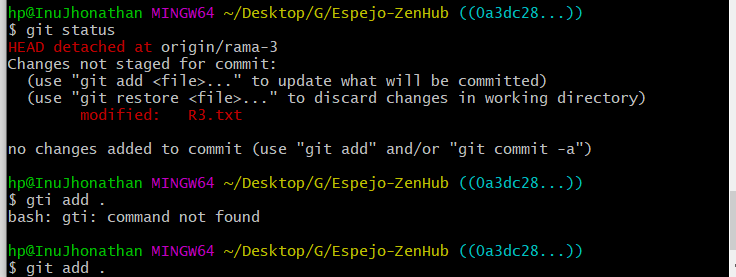 hp@InuJhonathan MINGW64 ~/Desktop/G/Espejo-ZenHub ((0a3dc28...))
$ git status
HEAD detached at origin/rama-3
Changes not staged for commit:
  (use "git add <file>..." to update what will be committed)
  (use "git restore <file>..." to discard changes in working directory)
        modified:   R3.txt

no changes added to commit (use "git add" and/or "git commit -a")

hp@InuJhonathan MINGW64 ~/Desktop/G/Espejo-ZenHub ((0a3dc28...))
$ gti add .
bash: gti: command not found

hp@InuJhonathan MINGW64 ~/Desktop/G/Espejo-ZenHub ((0a3dc28...))
$ git add .